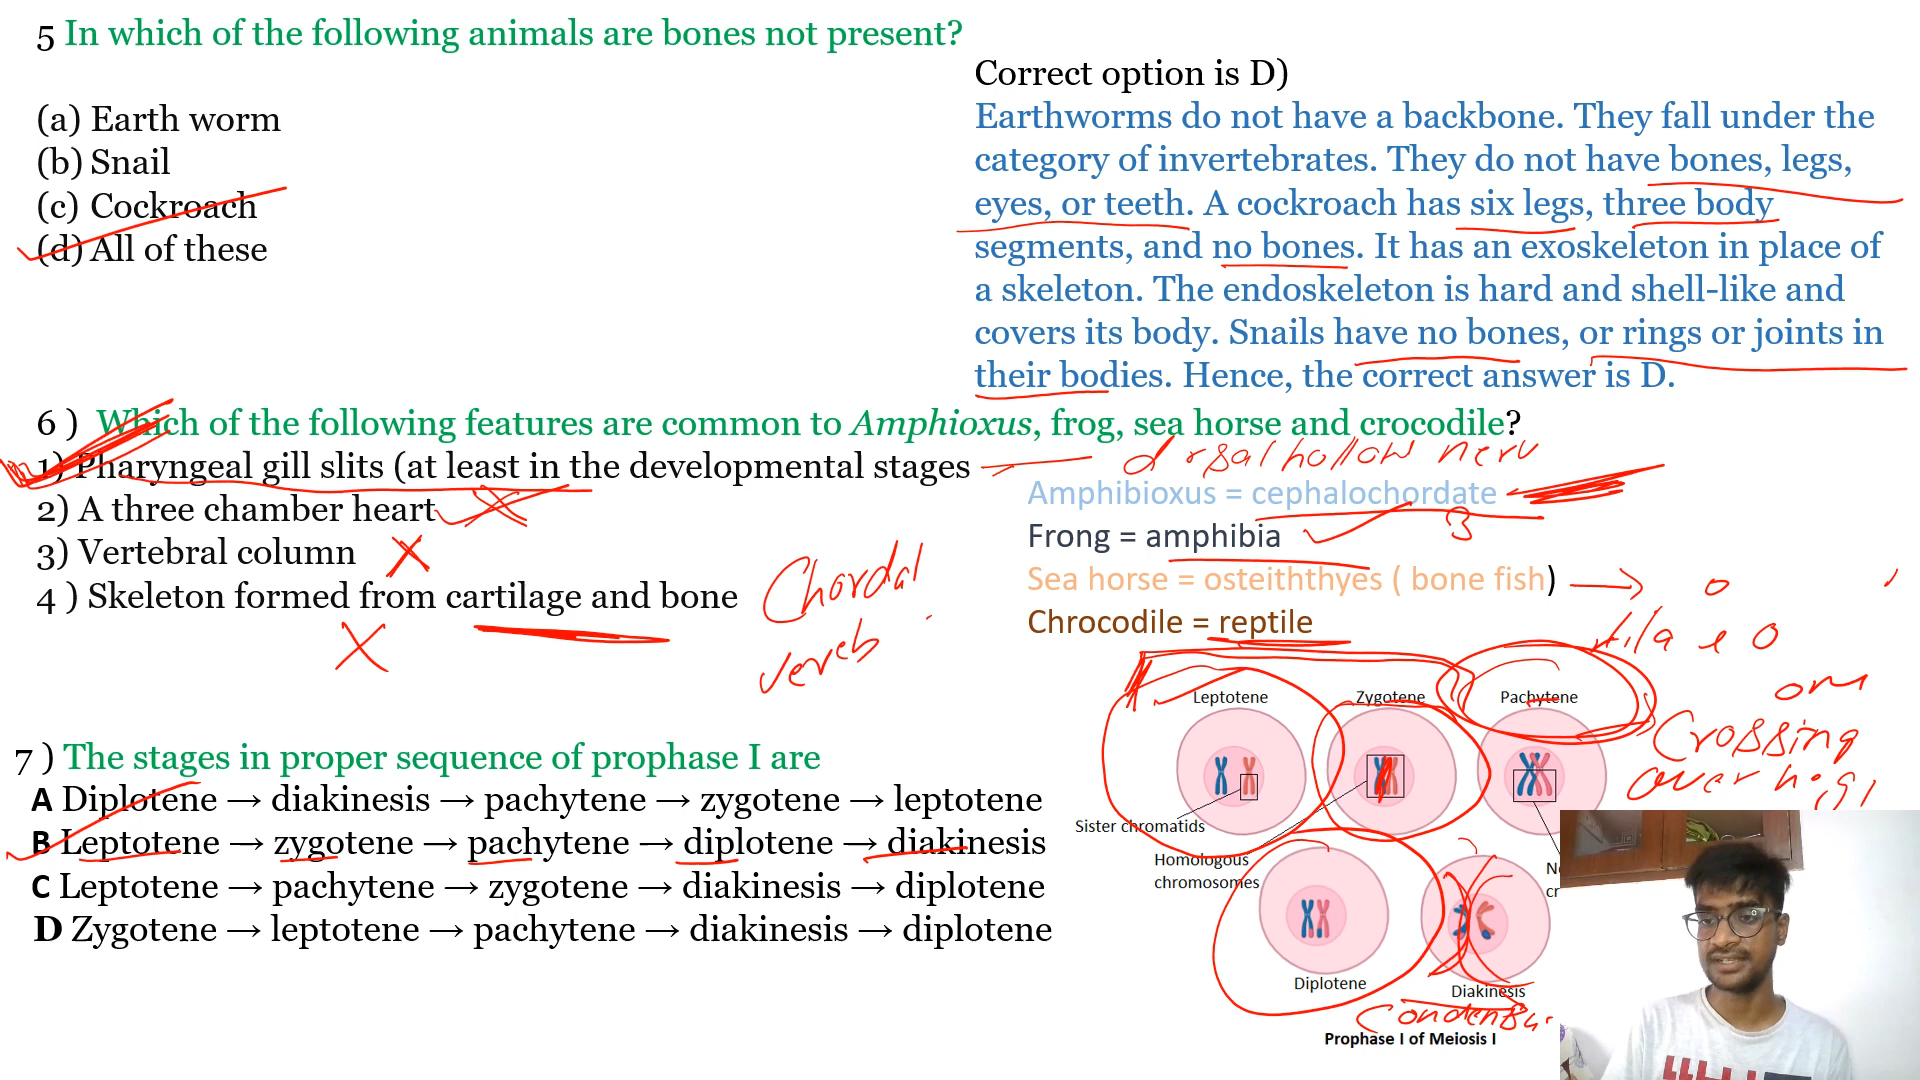 5 In which of the following animals are bones not present?
(a) Earth worm
(b) Snail
(c) Cockroach
(d) All of these
Correct option is D)
Earthworms do not have a backbone. They fall under the
category of invertebrates. They do not have bones, legs,
eyes, or teeth. A cockroach has six legs, three body
segments, and no bones. It has an exoskeleton in place of
a skeleton. The endoskeleton is hard and shell-like and
covers its body. Snails have no bones, or rings or joints in
their bodies. Hence, the correct answer is D.
6 ) Which of the following features are common to Amphioxus, frog, sea horse and crocodile?
1) Pharyngeal gill slits (at least in the developmental stages
2) A three chamber heart
3) Vertebral column
4 ) Skeleton formed from cartilage and bone
hollow nerv
Amphibioxus = cephalochordate
Frong = amphibia
3
Sea horse = osteiththyes ( bone fish)
Chrocodile = reptile
Chordal
7 ) The stages in proper sequence of prophase I are
A Diplotene → diakinesis → pachytene → zygotene → leptotene
B Leptotene → zygotene → pachytene → diplotene → diakinesis
C Leptotene → pachytene → zygotene → diakinesis → diplotene
D Zygotene → leptotene → pachytene → diakinesis → diplotene
Leptotene
Zygotene
Pachytene
Crossing
over
Sister chromatids
Homologous
chromosomes
Diplotene
Diakinesis
Prophase I of Meiosis I